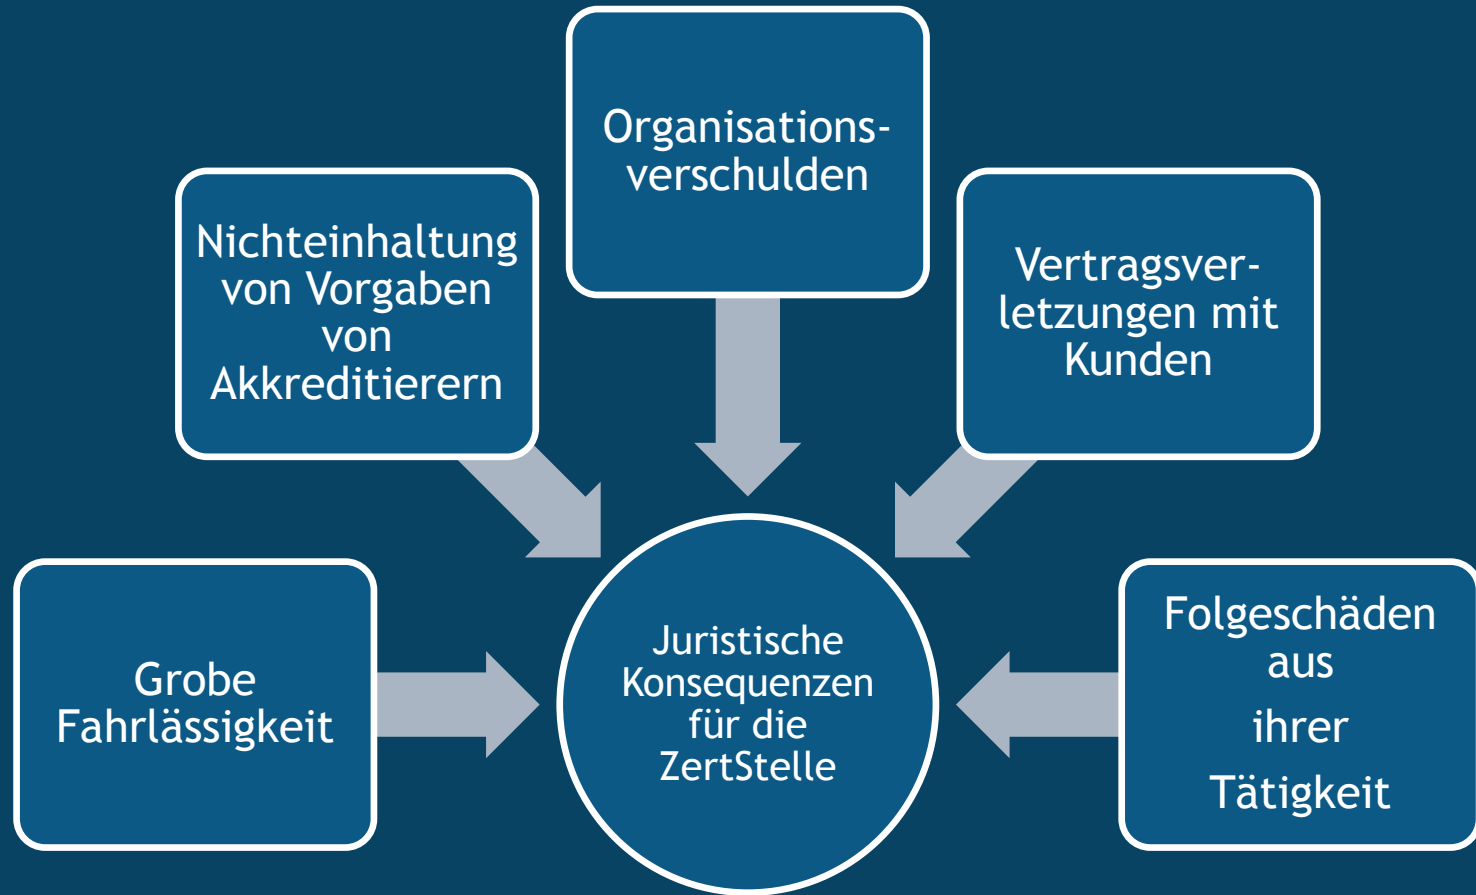 Organisations-
verschulden
Nichteinhaltung
von Vorgaben
von
Akkreditierern
Vertragsver-
letzungen mit
Kunden
Grobe
Fahrlässigkeit
Juristische
Konsequenzen
für die
ZertStelle
Folgeschäden
aus
ihrer
Tätigkeit